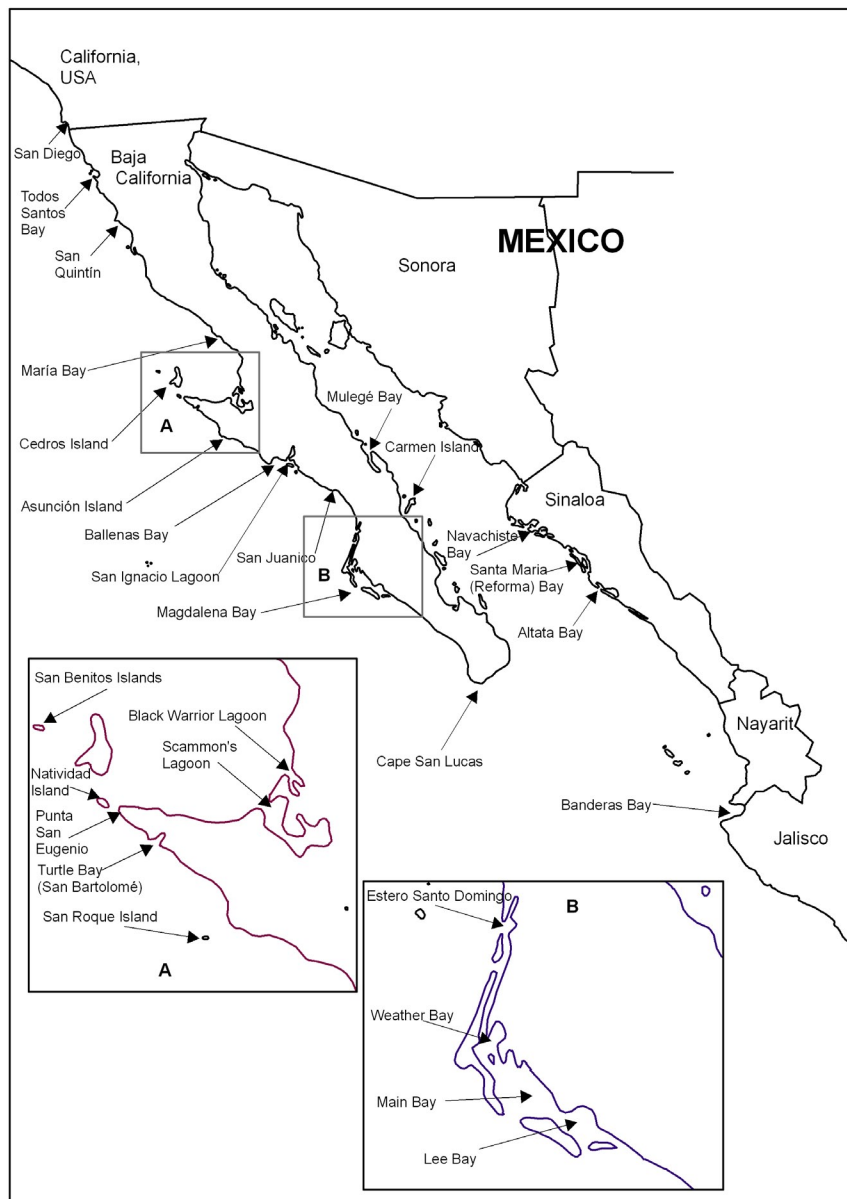 California,
USA
San Diego
Baja
California
Todos
Santos
Bay
San
Quintín
MEXICO
Sonora
María Bay
A
Cedros Island
Mulegé Bay
Carmen Island
Asunción Island
Ballenas Bay
San Ignacio Lagoon
San Juanico
B
Magdalena Bay
Sinaloa
Navachiste
Bay
Santa Maria
(Reforma) Bay
Altata Bay
Cape San Lucas
Nayarit
Banderas Bay
Jalisco
San Benitos Islands
Black Warrior Lagoon
Scammon's
Lagoon
Natividad
Island
Punta
San
Eugenio
Turtle Bay
(San Bartolomé)
San Roque Island
A
Estero Santo Domingo
B
Weather Bay
Main Bay
Lee Bay